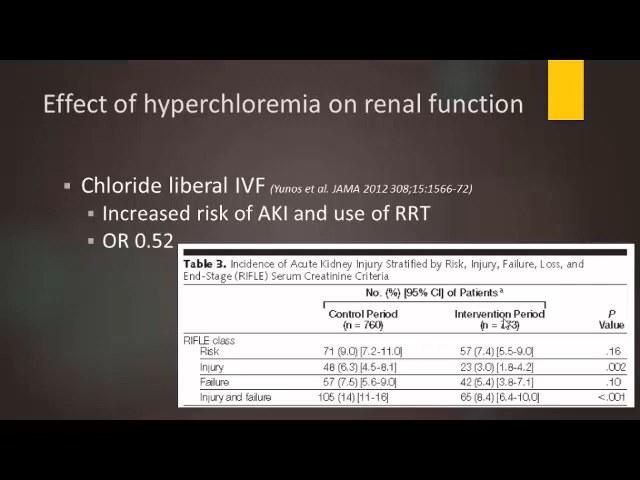 Effect of hyperchloremia on renal function
▪ Chloride liberal IVF (Yunos et al. JAMA 2012 308;15:1566-72)
▪ Increased risk of AKI and use of RRT
▪ OR 0.52
Table 3. Incidence of Acute Kidney Injury Stratified by Risk, Injury, Failure, Loss, and
End-Stage (RIFLE) Serum Creatinine Criteria
No. (%) [95% CI] of Patients a
Control Period Intervention Period P
(n = 760) (n = 773) Value
RIFLE class
Risk 71 (9.0) [7.2-11.0] 57 (7.4) [5.5-9.0] .16
Injury 48 (6.3) [4.5-8.1] 23 (3.0) [1.8-4.2] .002
Failure 57 (7.5) [5.6-9.0] 42 (5.4) [3.8-7.1] .10
Injury and failure 105 (14) [11-16] 65 (8.4) [6.4-10.0] <.001